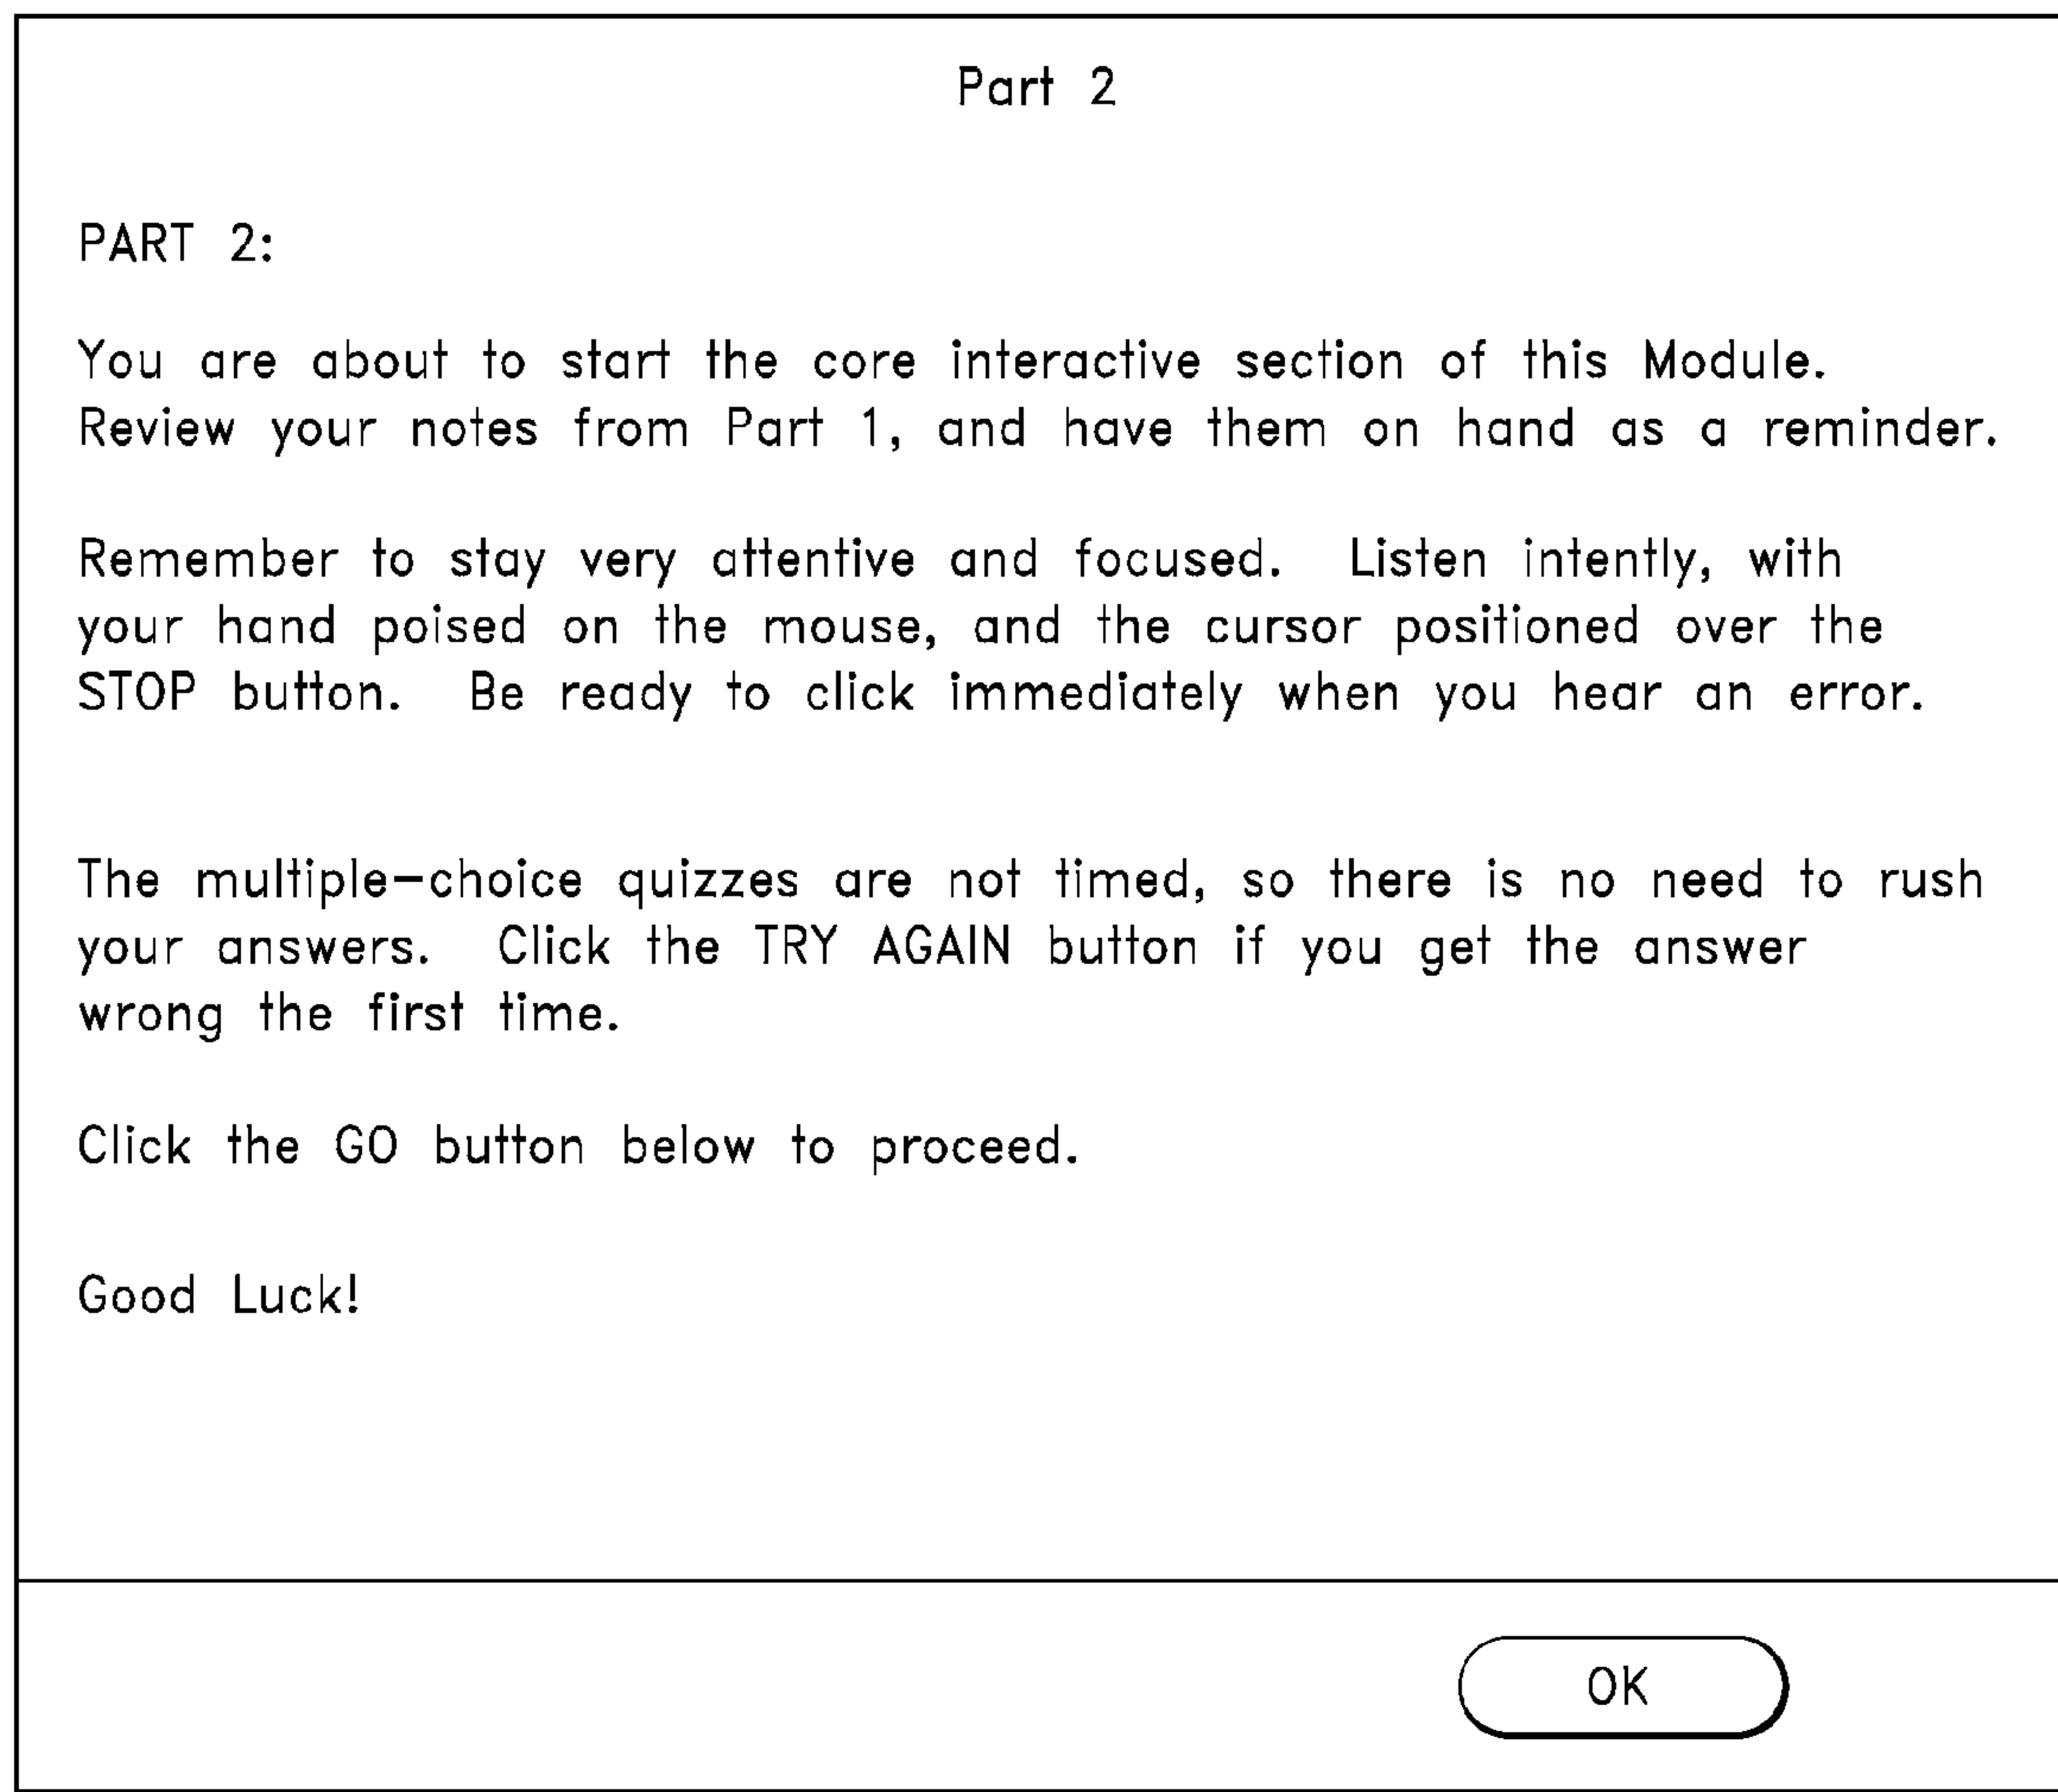 Part 2
PART 2:
You are about to start the core interactive section of this Module.
Review your notes from Part 1, and have them on hand as a reminder.
Remember to stay very attentive and focused.  Listen intently, with
your hand poised on the mouse, and the cursor positioned over the
STOP button.  Be ready to click immediately when you hear an error.
The multiple-choice quizzes are not timed, so there is no need to rush
your answers.  Click the TRY AGAIN button if you get the answer
wrong the first time.
Click the GO button below to proceed.
Good Luck!
OK